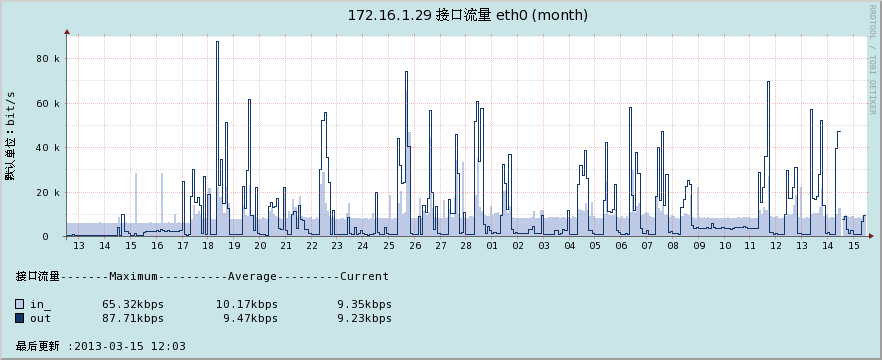 172.16.1.29 接口流量 eth0 (month)
RRDTOOL / TOBI OETIKER
默认单位：bit/s
80 k
60 k
40 k
20 k
0
13 14 15 16 17 18 19 20 21 22 23 24 25 26 27 28 01 02 03 04 05 06 07 08 09 10 11 12 13 14 15
接口流量-------Maximum----------Average---------Current
in_ 65.32kbps 10.17kbps 9.35kbps
out 87.71kbps 9.47kbps 9.23kbps
最后更新 :2013-03-15 12:03